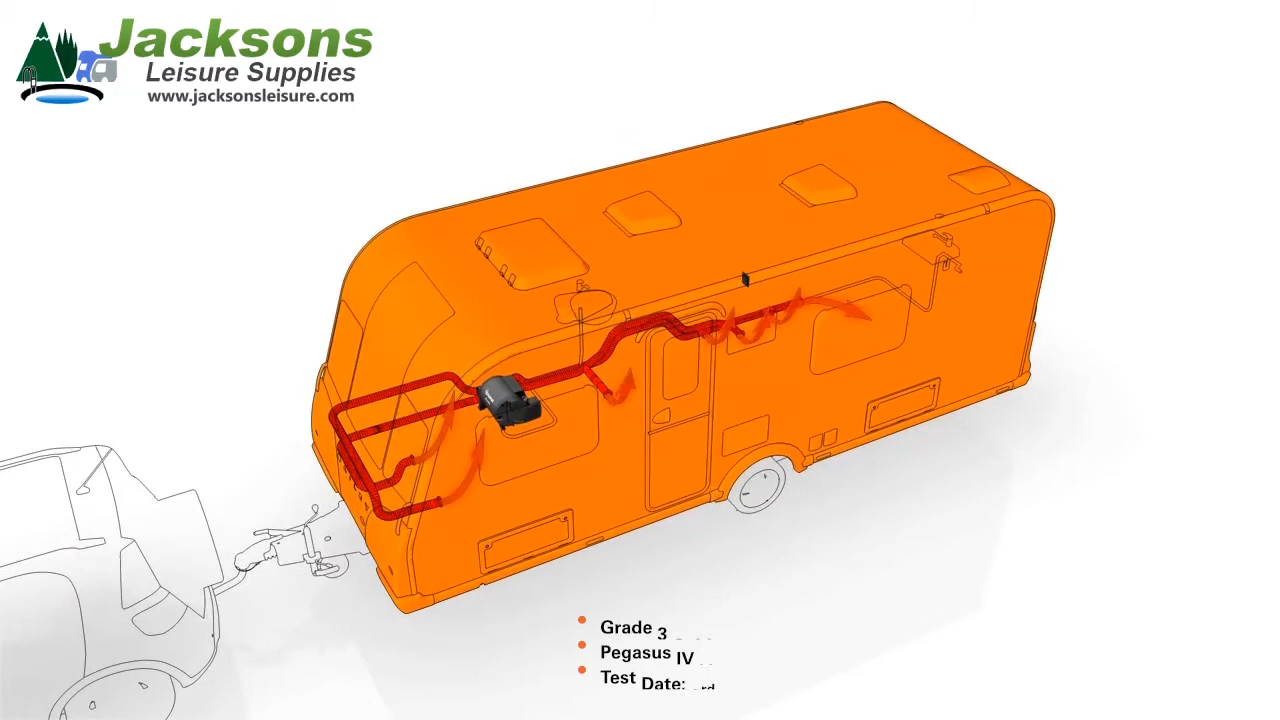 Jacksons
Leisure Supplies
www.jacksonsleisure.com
Grade 3
Pegasus IV
Test Date: